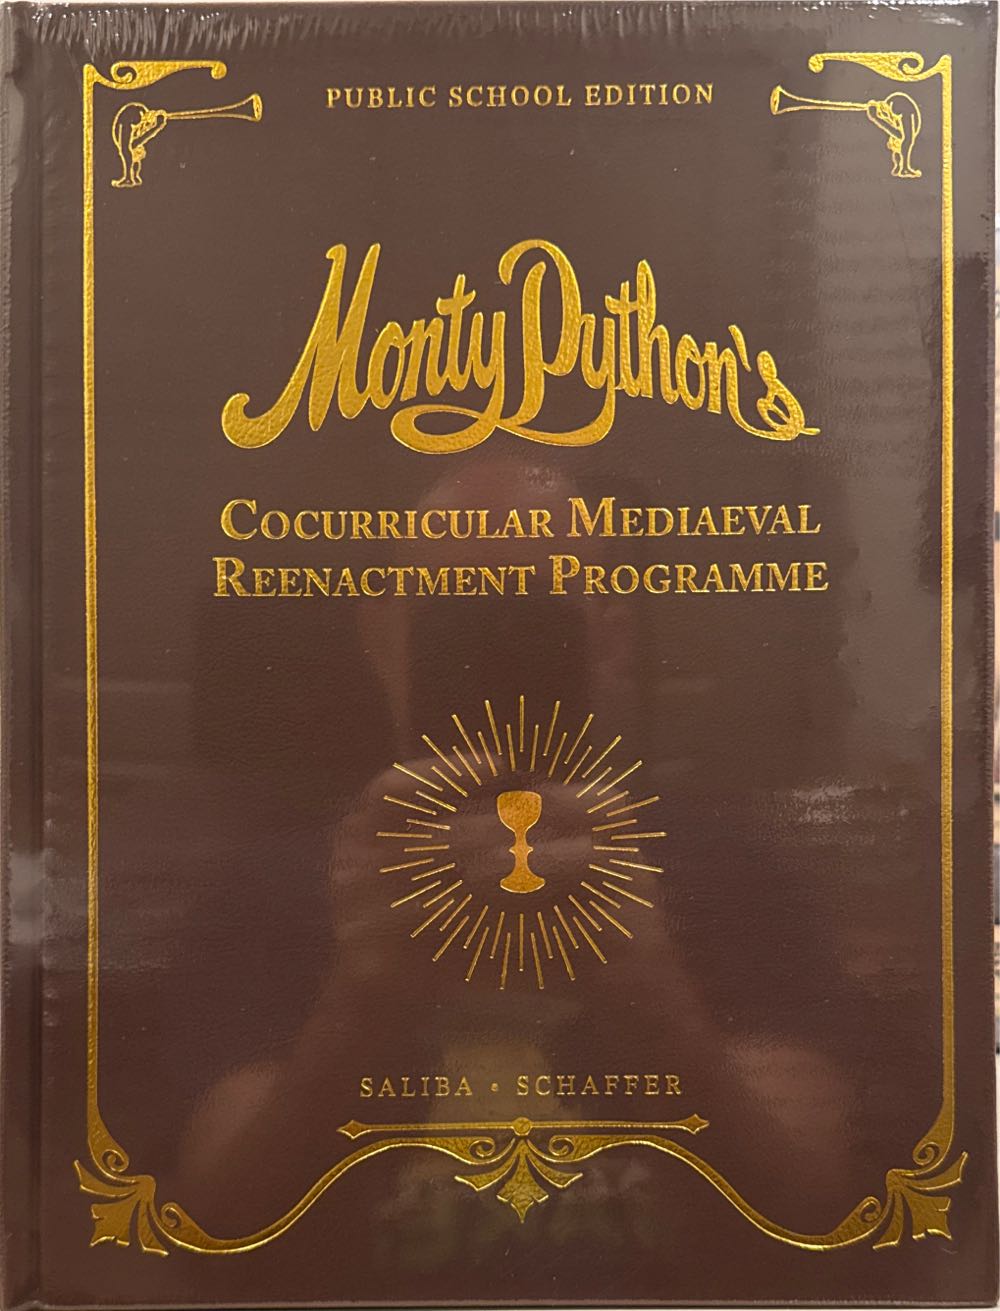 PUBLIC SCHOOL EDITION
Monty Python's
COCURRICULAR MEDIAEVAL
REENACTMENT PROGRAMME
SALIBA • SCHAFFER